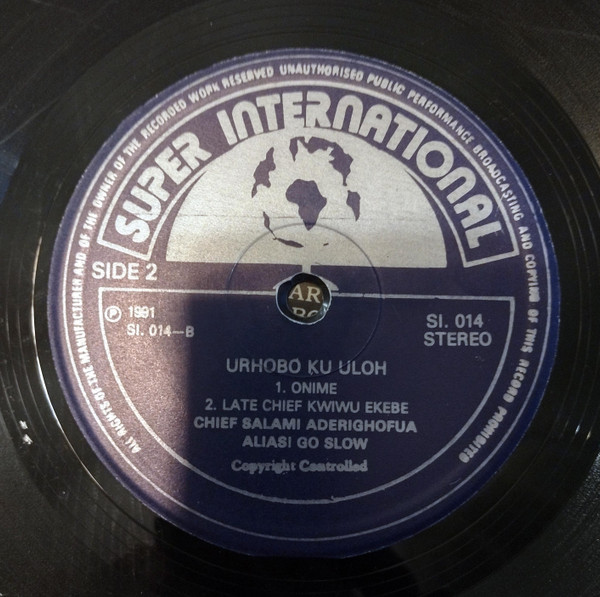 ALL RIGHTS OF THE MANUFACTURER AND OF THE OWNER OF THE RECORDED WORK RESERVED UNAUTHORISED PUBLIC PERFORMANCE BROADCASTING AND COPYING OF THIS RECORD PROHIBITED
SUPER INTERNATIONAL
SIDE 2
AR
℗ 1991
SI. 014-B
SI. 014
STEREO
URHOBO KU ULOH
1. ONIME
2. LATE CHIEF KWIWU EKEBE
CHIEF SALAMI ADERIGHOFUA
ALIAS! GO SLOW
Copyright Controlled